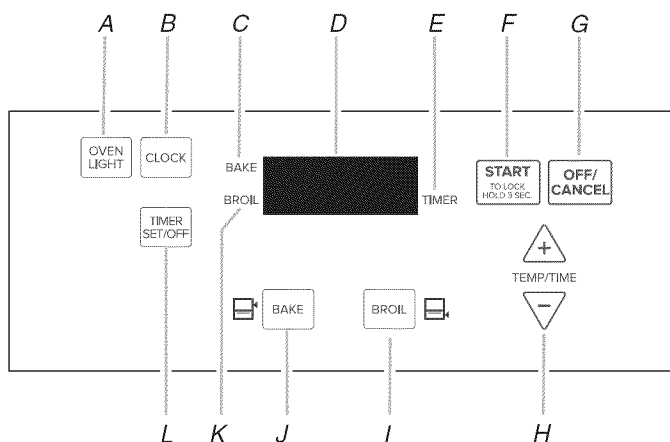 A B C D E F G
OVEN
LIGHT
CLOCK
BAKE
BROIL
TIMER
START
TO LOCK
HOLD 3 SEC.
OFF/
CANCEL
TIMER
SET/OFF
+
TEMP/TIME
−
BAKE
BROIL
L K J I H